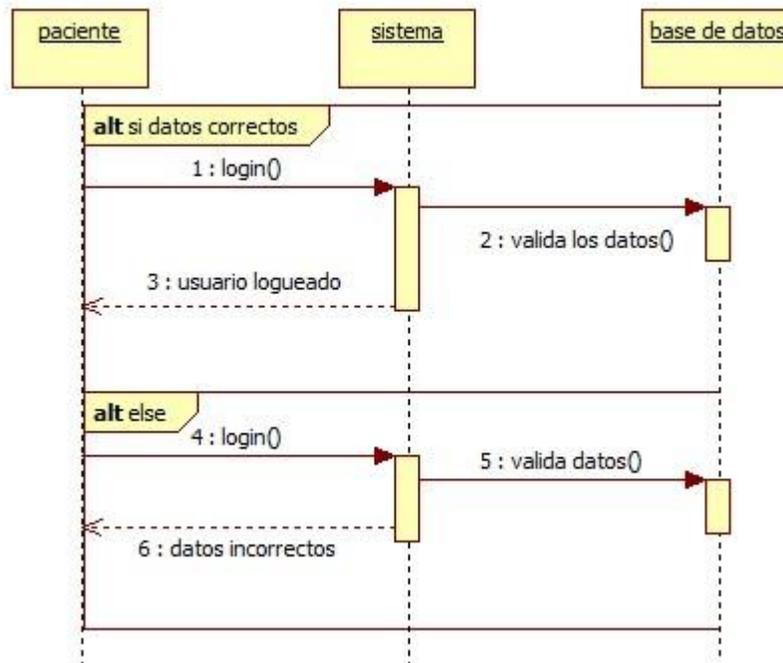 paciente
sistema
base de datos
alt si datos correctos
1 : login()
2 : valida los datos()
3 : usuario logueado
alt else
4 : login()
5 : valida datos()
6 : datos incorrectos